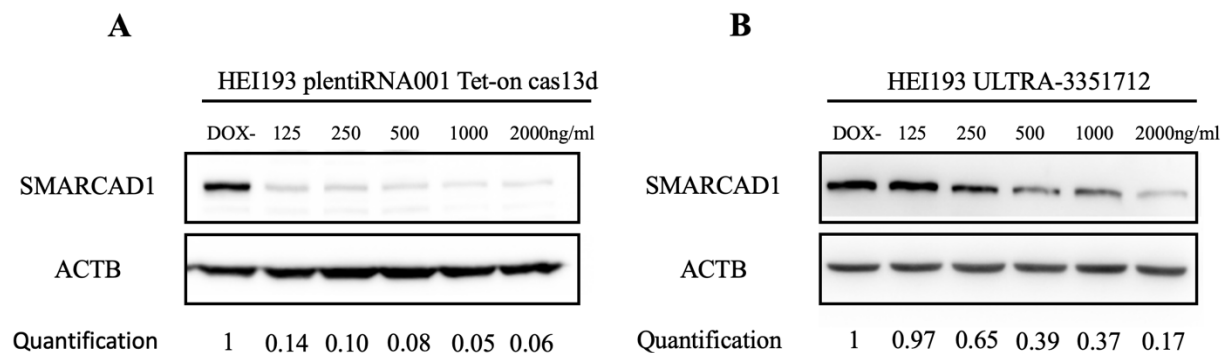 A
HEI193 plentiRNA001 Tet-on cas13d
DOX- 125 250 500 1000 2000ng/ml
SMARCAD1
ACTB
Quantification 1 0.14 0.10 0.08 0.05 0.06
B
HEI193 ULTRA-3351712
DOX- 125 250 500 1000 2000ng/ml
SMARCAD1
ACTB
Quantification 1 0.97 0.65 0.39 0.37 0.17